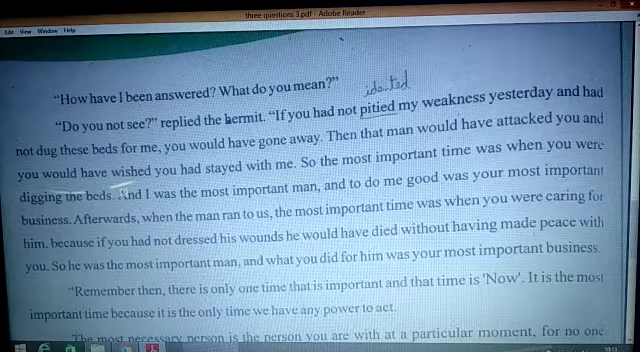 three questions 3.pdf - Adobe Reader
Edit View Window Help
"How have I been answered? What do you mean?"
"Do you not see?" replied the hermit. "If you had not pitied my weakness yesterday and had
not dug these beds for me, you would have gone away. Then that man would have attacked you and
you would have wished you had stayed with me. So the most important time was when you were
digging the beds. And I was the most important man, and to do me good was your most important
business. Afterwards, when the man ran to us, the most important time was when you were caring for
him. because if you had not dressed his wounds he would have died without having made peace with
you. So he was the most important man, and what you did for him was your most important business.
"Remember then, there is only one time that is important and that time is 'Now'. It is the most
important time because it is the only time we have any power to act.
The most necessary person is the person you are with at a particular moment, for no one